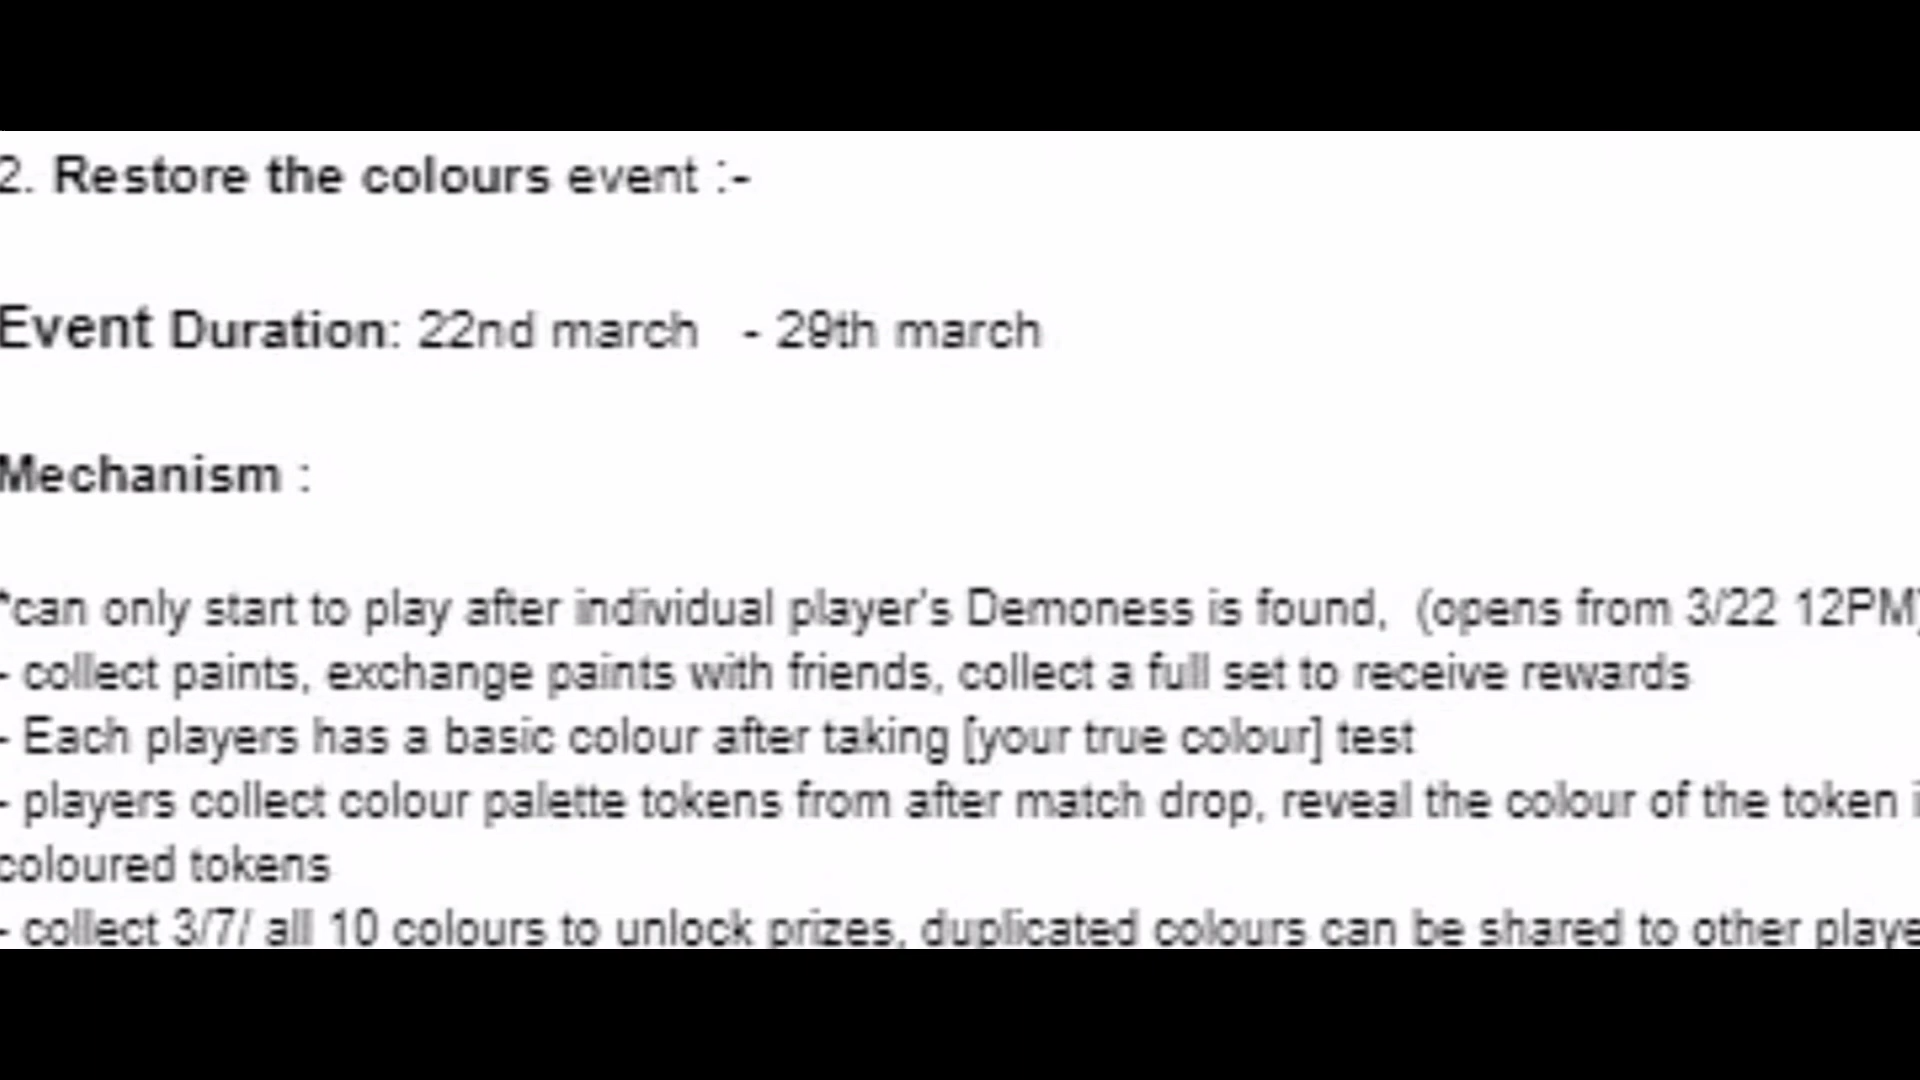 2. Restore the colours event :-
Event Duration: 22nd march - 29th march
Mechanism :
*can only start to play after individual player's Demoness is found, (opens from 3/22 12PM)
- collect paints, exchange paints with friends, collect a full set to receive rewards
- Each players has a basic colour after taking [your true colour] test
- players collect colour palette tokens from after match drop, reveal the colour of the token
coloured tokens
- collect 3/7/ all 10 colours to unlock prizes, duplicated colours can be shared to other playe